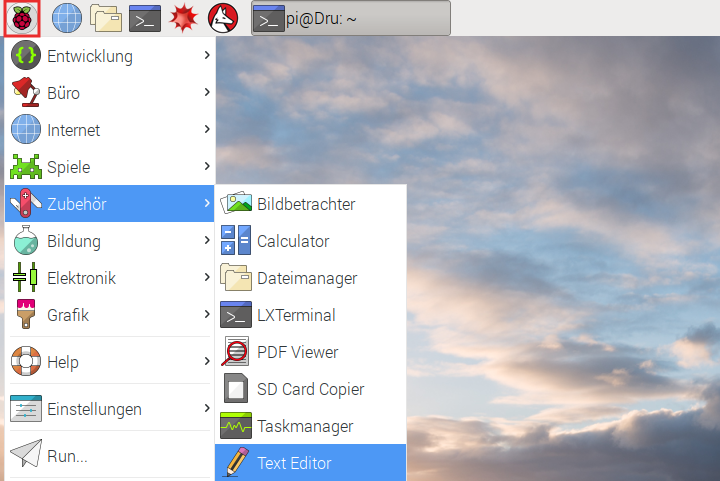 pi@Dru: ~
Entwicklung
Büro
Internet
Spiele
Zubehör
Bildung
Elektronik
Grafik
Help
Einstellungen
Run...
Bildbetrachter
Calculator
Dateimanager
LXTerminal
PDF Viewer
SD Card Copier
Taskmanager
Text Editor